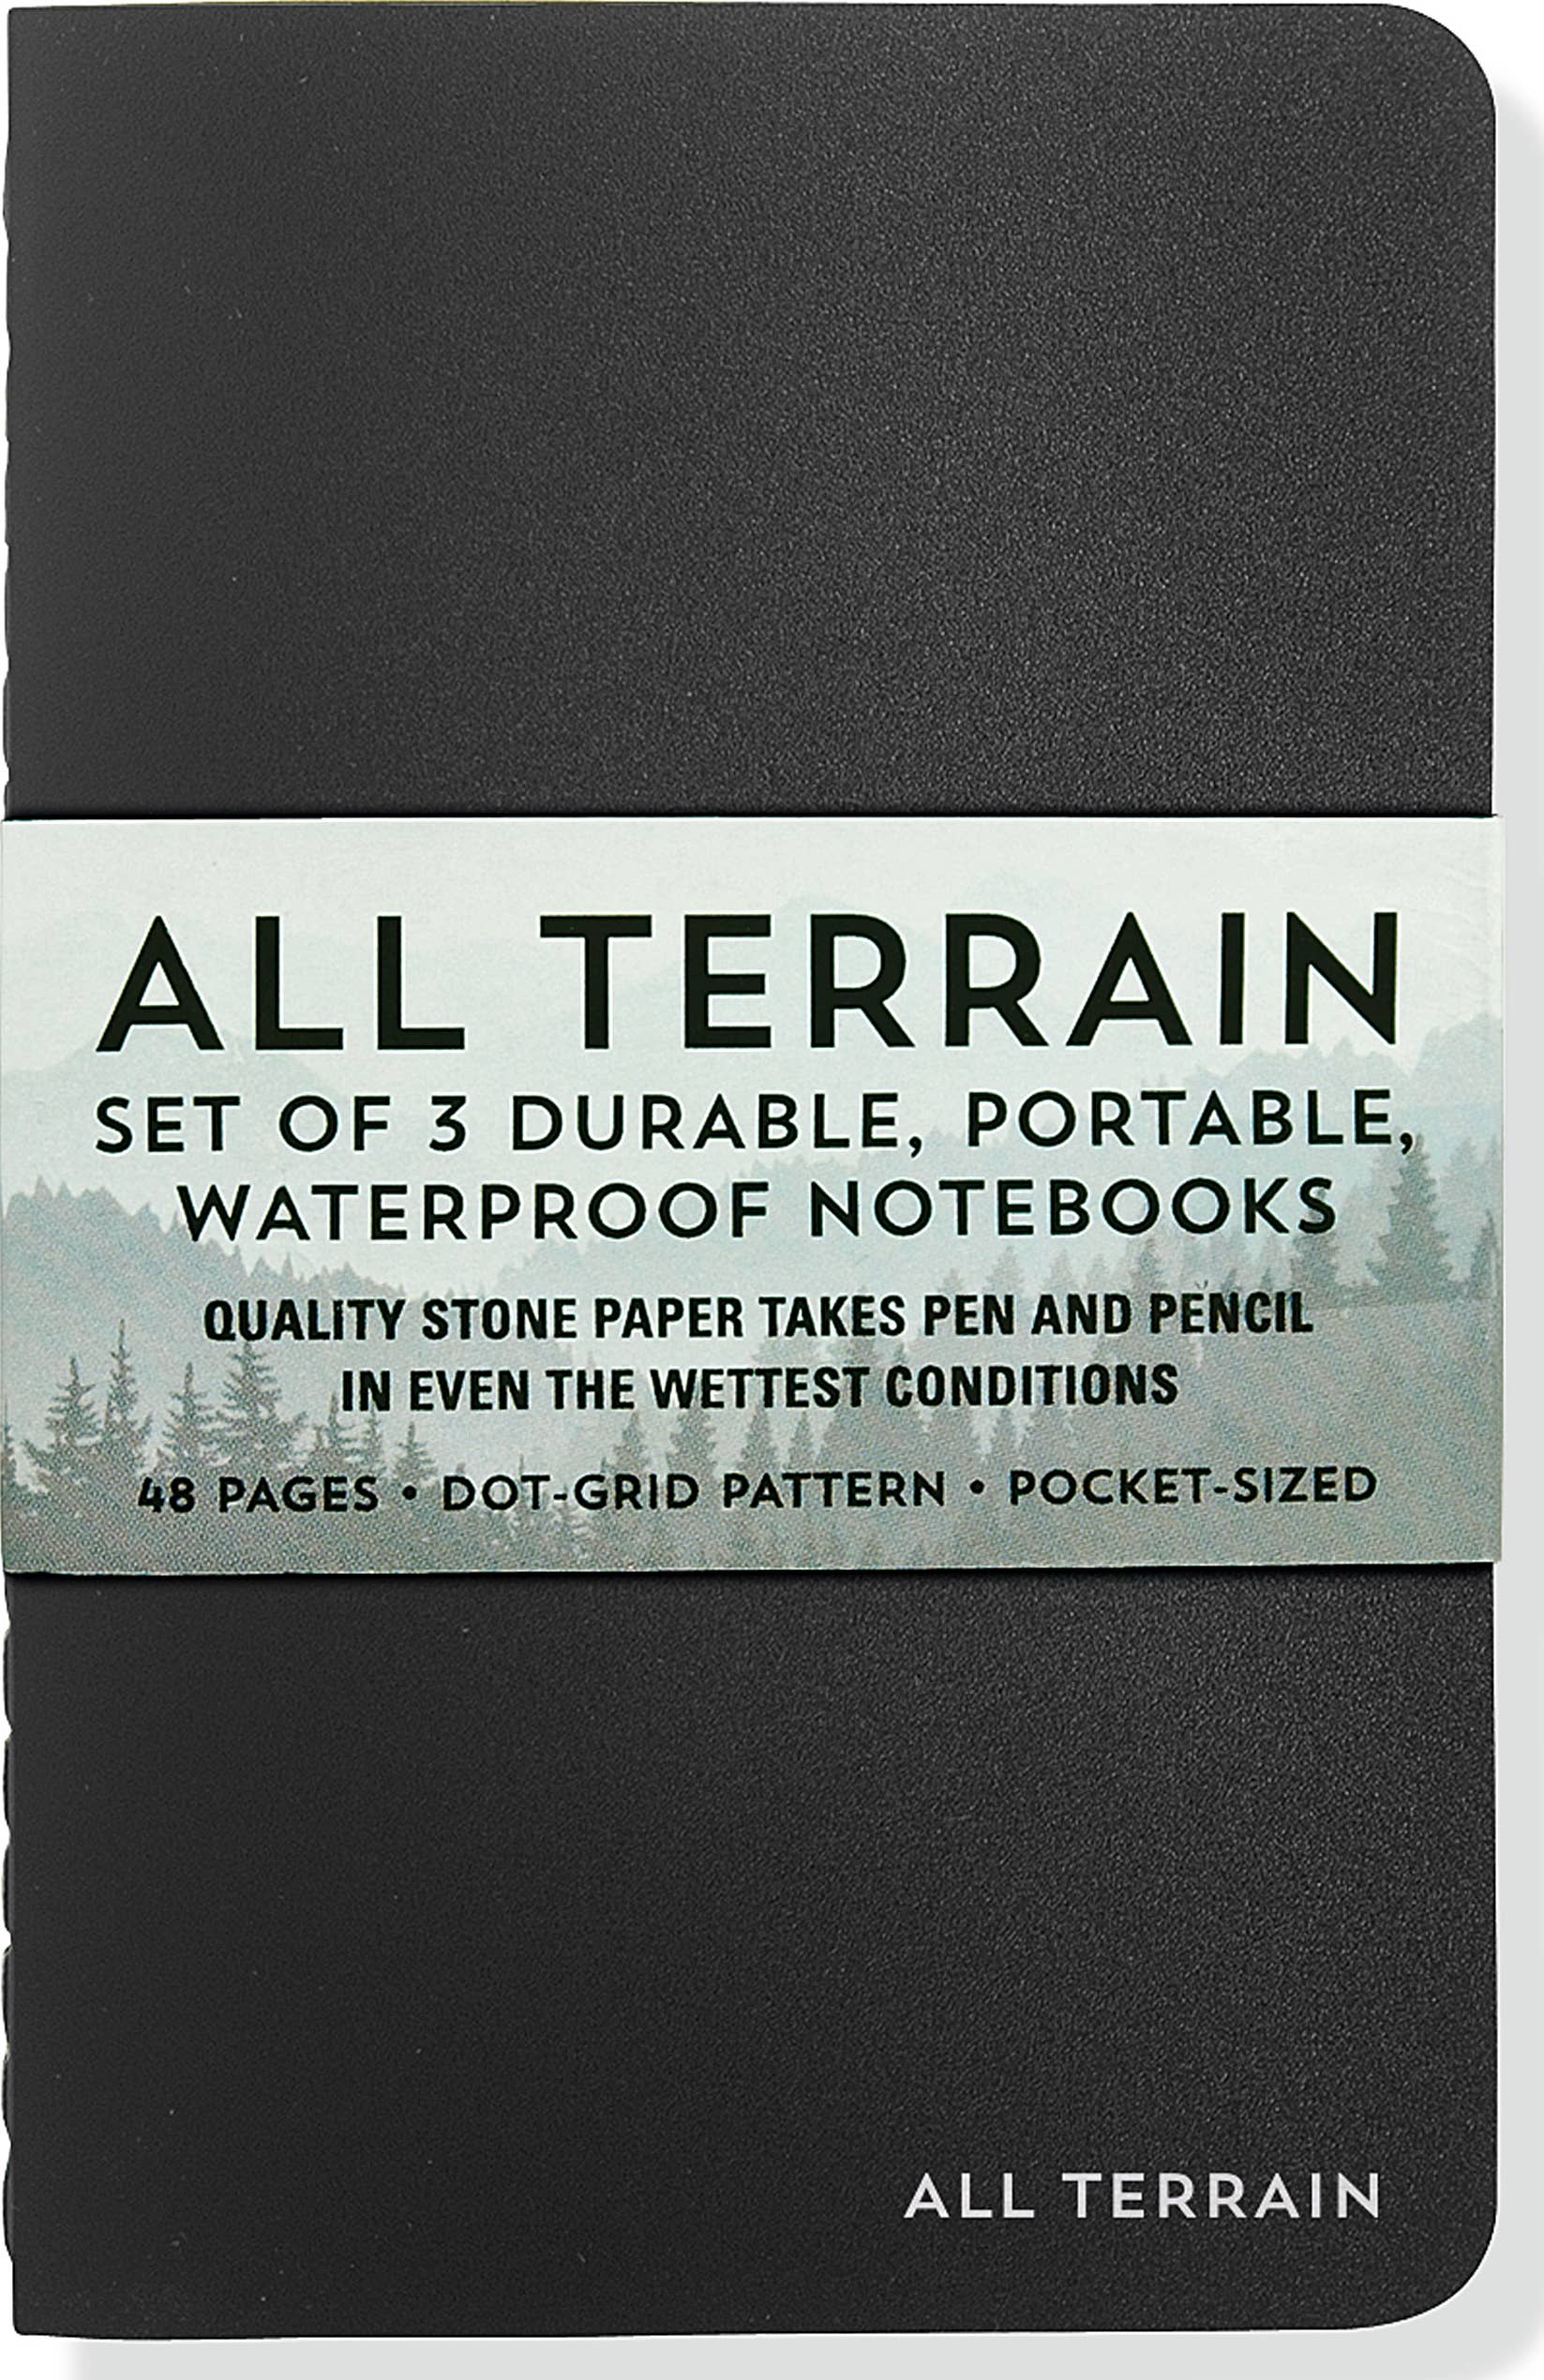 ALL TERRAIN
SET OF 3 DURABLE, PORTABLE,
WATERPROOF NOTEBOOKS
QUALITY STONE PAPER TAKES PEN AND PENCIL
IN EVEN THE WETTEST CONDITIONS
48 PAGES • DOT-GRID PATTERN • POCKET-SIZED
ALL TERRAIN